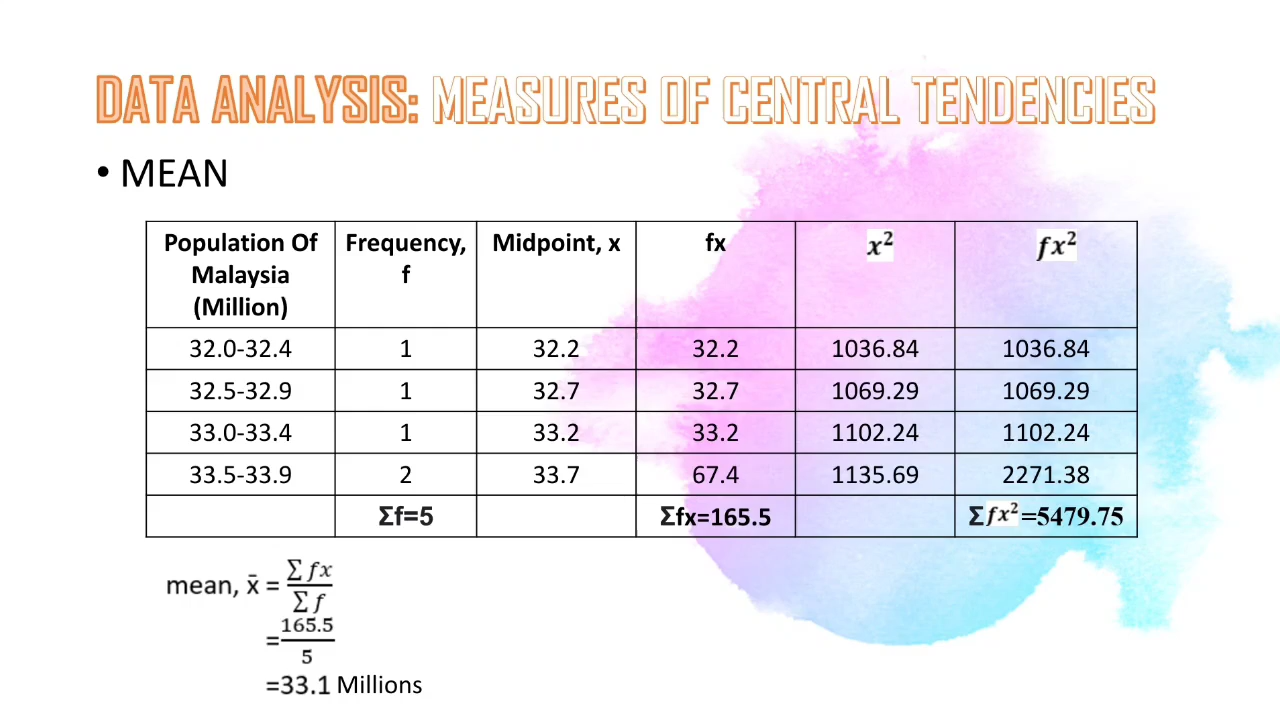 DATA ANALYSIS: MEASURES OF CENTRAL TENDENCIES
• MEAN
Population Of Malaysia (Million) Frequency, f Midpoint, x fx x² fx²
32.0-32.4 1 32.2 32.2 1036.84 1036.84
32.5-32.9 1 32.7 32.7 1069.29 1069.29
33.0-33.4 1 33.2 33.2 1102.24 1102.24
33.5-33.9 2 33.7 67.4 1135.69 2271.38
Σf=5 Σfx=165.5 Σfx²=5479.75
mean, x̄ = ∑fx / ∑f
=165.5 / 5
=33.1 Millions